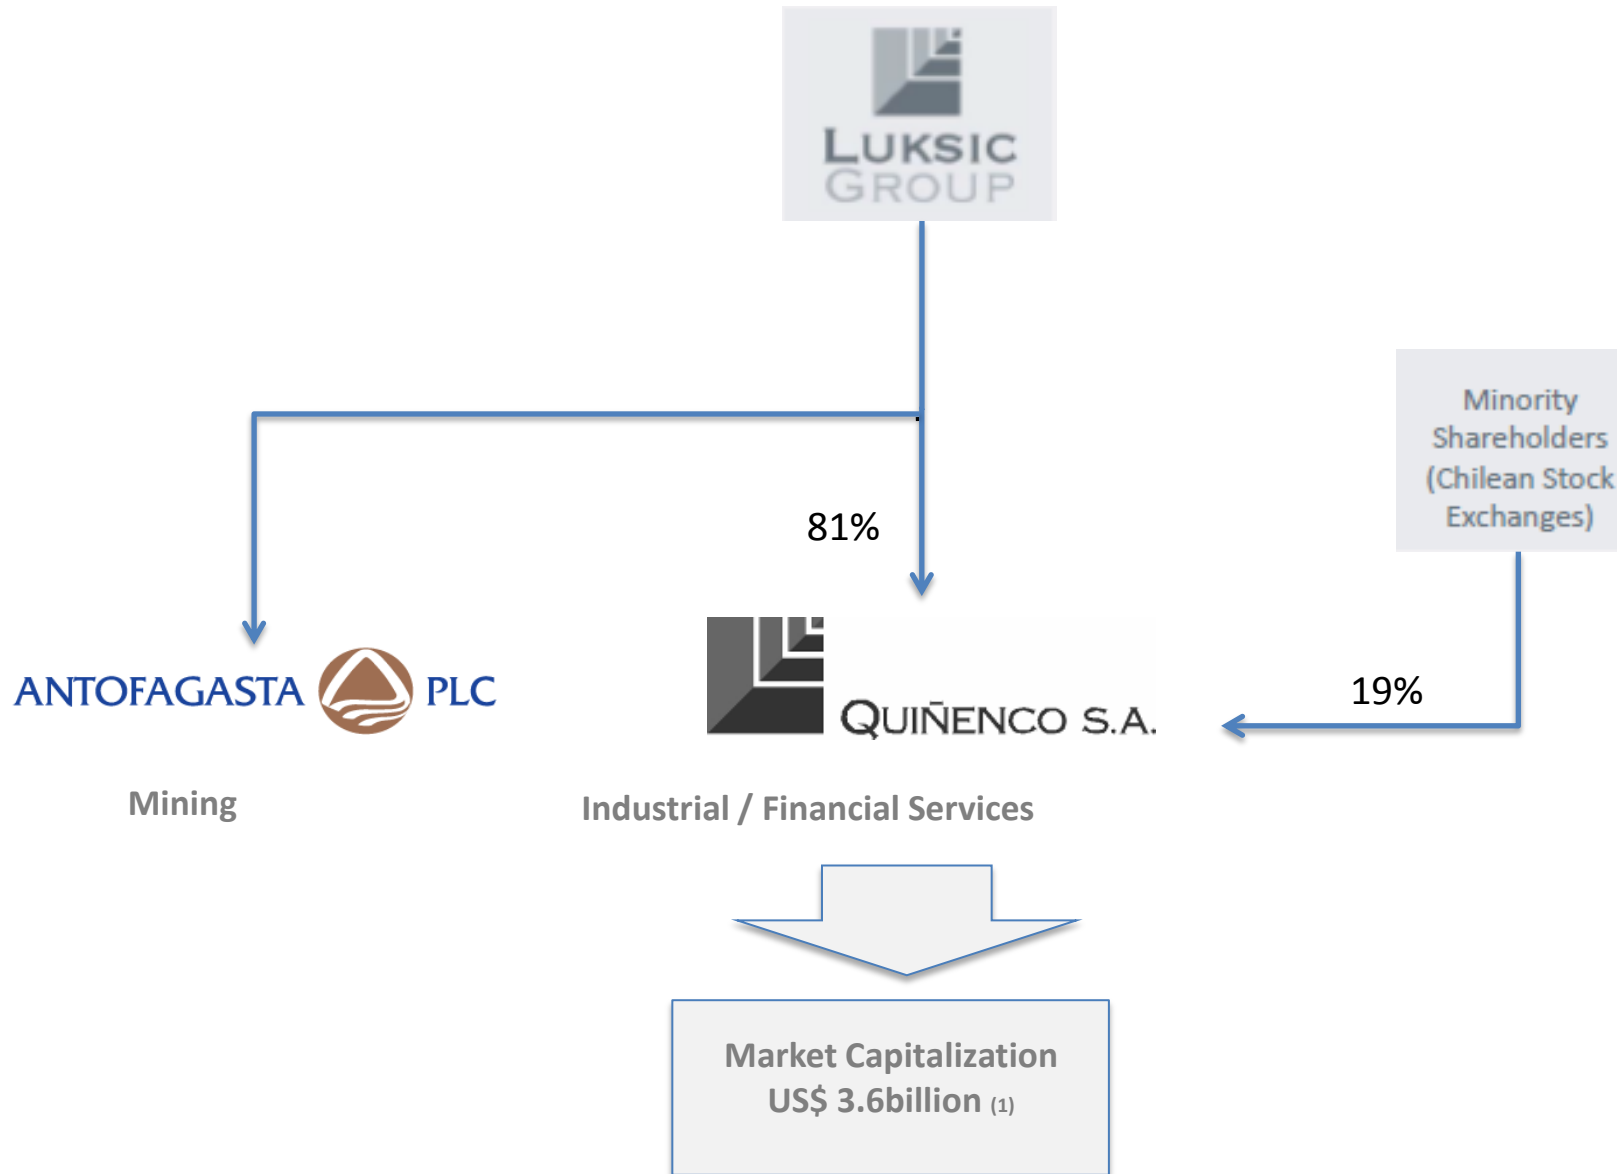 LUKSIC
GROUP
Minority
Shareholders
(Chilean Stock
Exchanges)
81%
19%
ANTOFAGASTA PLC
QUIÑENCO S.A.
Mining
Industrial / Financial Services
Market Capitalization
US$ 3.6billion (1)